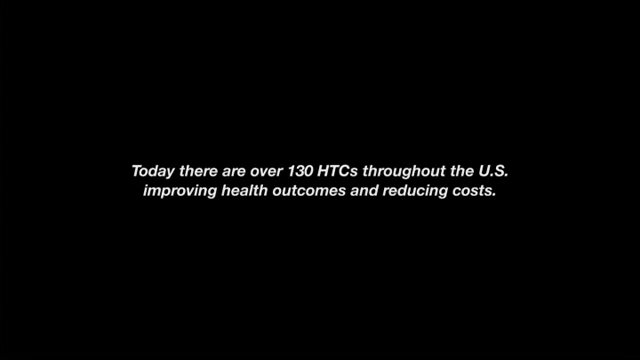 Today there are over 130 HTCs throughout the U.S.
improving health outcomes and reducing costs.